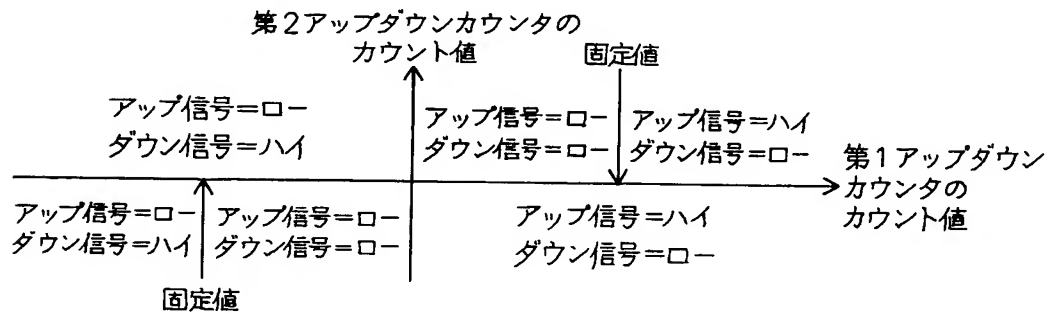 第2アップダウンカウンタの
カウント値
固定値
アップ信号=ロー
ダウン信号=ハイ
アップ信号=ロー
ダウン信号=ロー
アップ信号=ハイ
ダウン信号=ロー
第1アップダウン
カウンタの
カウント値
アップ信号=ロー
ダウン信号=ハイ
アップ信号=ロー
ダウン信号=ロー
アップ信号=ハイ
ダウン信号=ロー
固定値